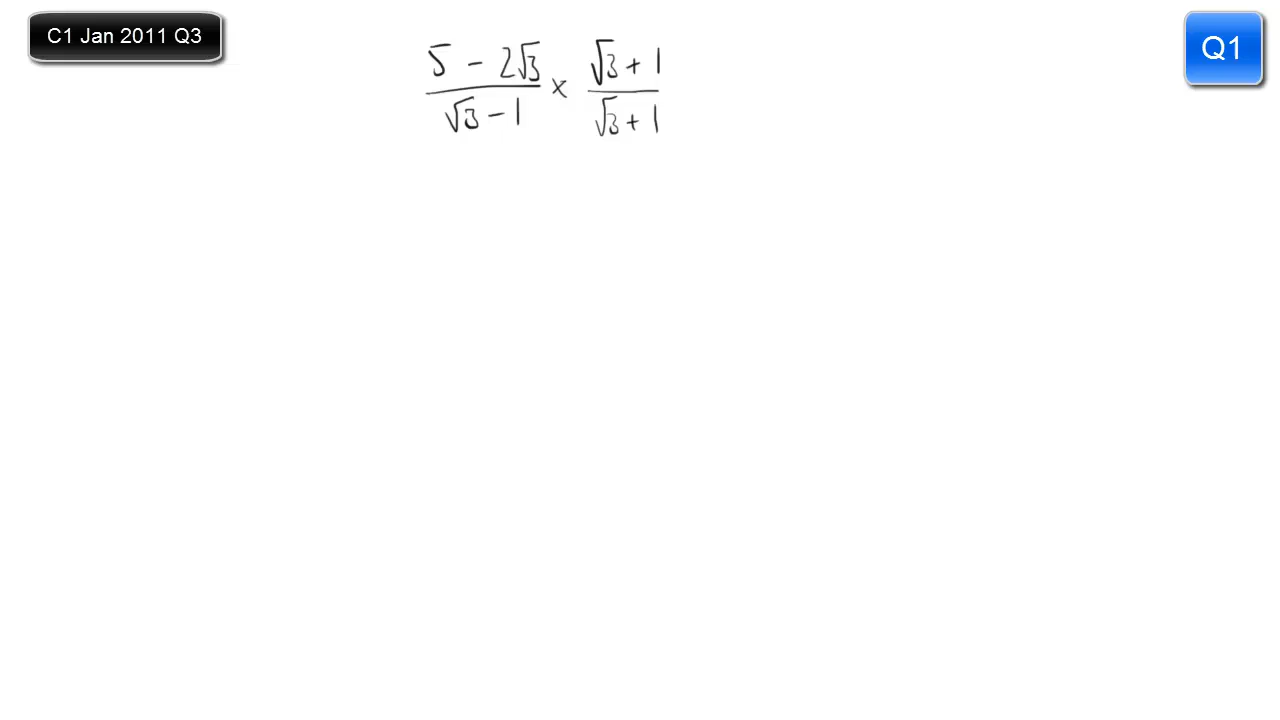 C1 Jan 2011 Q3
Q1
5 - 2√3 × √3 + 1
√3 - 1 √3 + 1